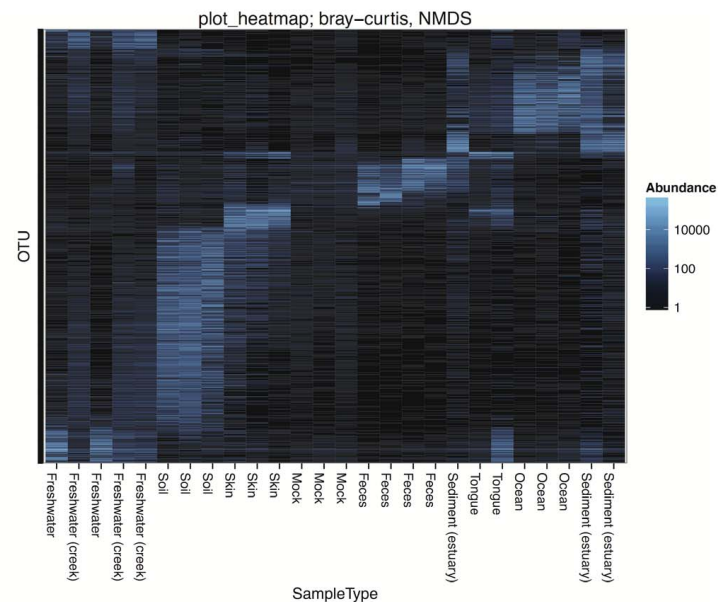 plot_heatmap; bray−curtis, NMDS
OTU
Abundance
10000
100
1
Freshwater
Freshwater (creek)
Freshwater
Freshwater (creek)
Freshwater (creek)
Soil
Soil
Soil
Skin
Skin
Skin
Mock
Mock
Mock
Feces
Feces
Feces
Feces
Sediment (estuary)
Tongue
Tongue
Ocean
Ocean
Ocean
Sediment (estuary)
Sediment (estuary)
SampleType